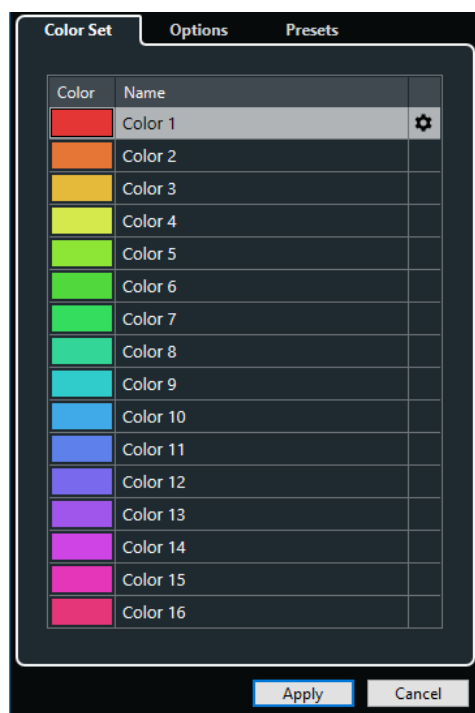 Color Set Options Presets
Color Name
Color 1
Color 2
Color 3
Color 4
Color 5
Color 6
Color 7
Color 8
Color 9
Color 10
Color 11
Color 12
Color 13
Color 14
Color 15
Color 16
Apply Cancel